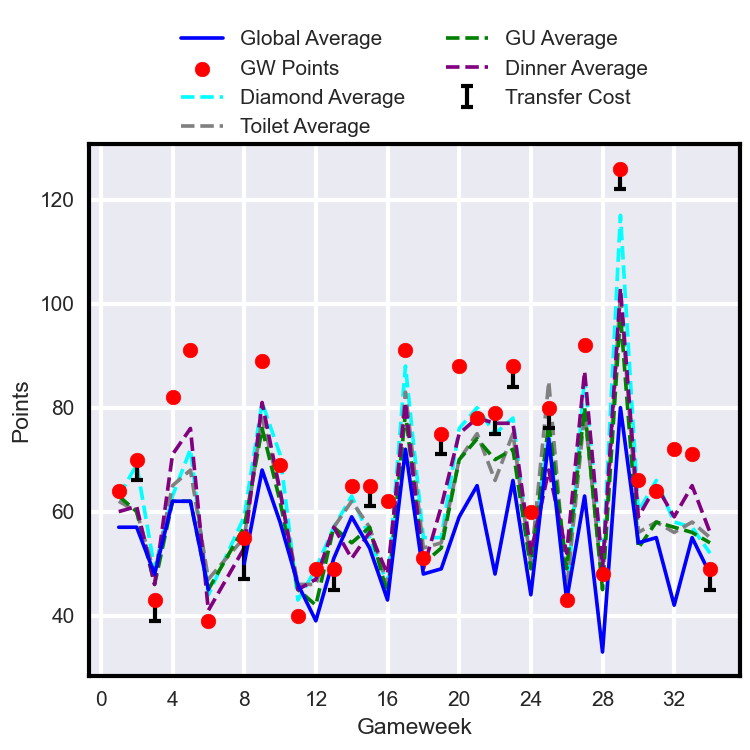 Global Average
GW Points
Diamond Average
Toilet Average
GU Average
Dinner Average
Transfer Cost
120
100
80
60
40
Points
0 4 8 12 16 20 24 28 32
Gameweek